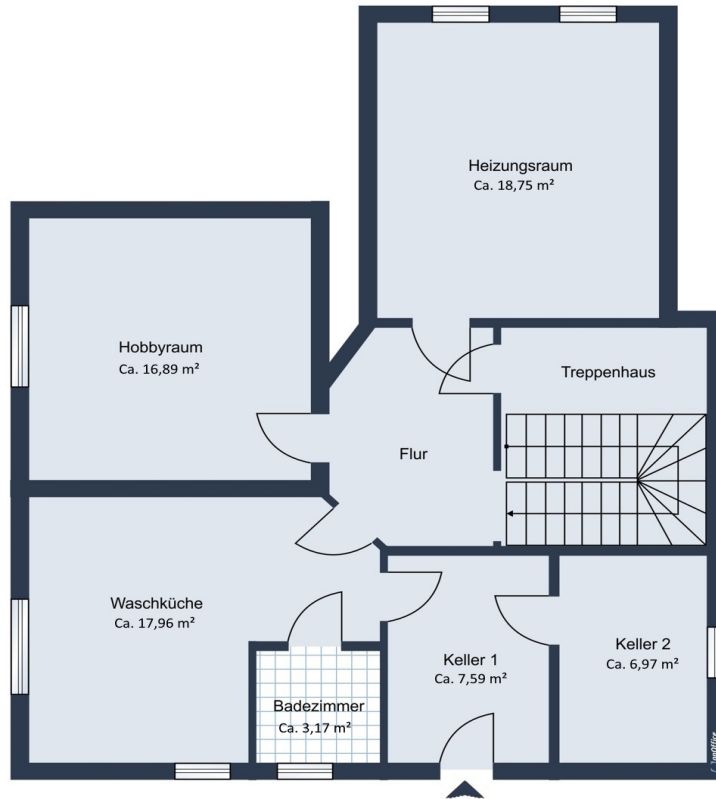 Heizungsraum
Ca. 18,75 m²
Hobbyraum
Ca. 16,89 m²
Treppenhaus
Flur
Waschküche
Ca. 17,96 m²
Keller 1
Ca. 7,59 m²
Keller 2
Ca. 6,97 m²
Badezimmer
Ca. 3,17 m²